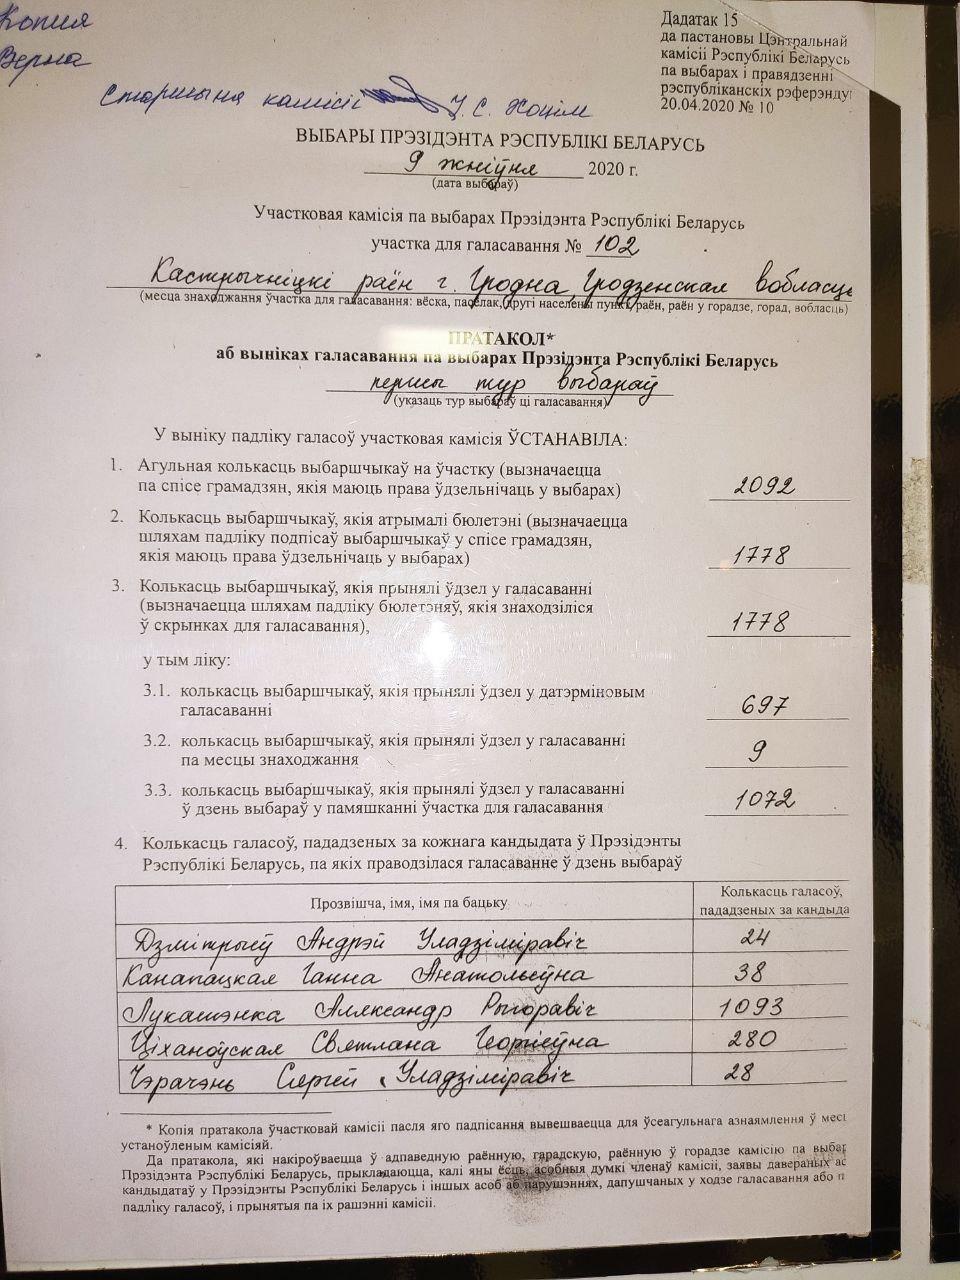 Копия
Верна
Старшыня камісіі І. С. Хоцім
Дадатак 15
да пастановы Цэнтральнай
камісіі Рэспублікі Беларусь
па выбарах і правядзенні
рэспубліканскіх рэферэнду
20.04.2020 № 10
ВЫБАРЫ ПРЭЗІДЭНТА РЭСПУБЛІКІ БЕЛАРУСЬ
9 жніўня 2020 г.
(дата выбараў)
Участковая камісія па выбарах Прэзідэнта Рэспублікі Беларусь
участка для галасавання № 102
Кастрычніцкі раён г. Гродна, Гродзенская вобласць
(месца знаходжання ўчастка для галасавання: вёска, пасёлак, другі населены пункт, раён, раён у горадзе, горад, вобласць)
ПРАТАКОЛ*
аб выніках галасавання па выбарах Прэзідэнта Рэспублікі Беларусь
першы тур выбараў
(указаць тур выбараў ці галасавання)
У выніку падліку галасоў участковая камісія ЎСТАНАВІЛА:
1. Агульная колькасць выбаршчыкаў на ўчастку (вызначаецца
па спісе грамадзян, якія маюць права ўдзельнічаць у выбарах) 2092
2. Колькасць выбаршчыкаў, якія атрымалі бюлетэні (вызначаецца
шляхам падліку подпісаў выбаршчыкаў у спісе грамадзян,
якія маюць права ўдзельнічаць у выбарах) 1778
3. Колькасць выбаршчыкаў, якія прынялі ўдзел у галасаванні
(вызначаецца шляхам падліку бюлетэняў, якія знаходзіліся
ў скрынках для галасавання), 1778
у тым ліку:
3.1. колькасць выбаршчыкаў, якія прынялі ўдзел у датэрміновым
галасаванні 697
3.2. колькасць выбаршчыкаў, якія прынялі ўдзел у галасаванні
па месцы знаходжання 9
3.3. колькасць выбаршчыкаў, якія прынялі ўдзел у галасаванні
ў дзень выбараў у памяшканні ўчастка для галасавання 1072
4. Колькасць галасоў, пададзеных за кожнага кандыдата ў Прэзідэнты
Рэспублікі Беларусь, па якіх праводзілася галасаванне ў дзень выбараў
Прозвішча, імя, імя па бацьку
Колькасць галасоў,
пададзеных за кандыда
Дзмітрыеў Андрэй Уладзіміравіч 24
Канапацкая Ганна Анатольеўна 38
Лукашэнка Аляксандр Рыгоравіч 1093
Ціханоўская Святлана Георгіеўна 280
Чэрачэнь Сяргей Уладзіміравіч 28
* Копія пратакола ўчастковай камісіі пасля яго падпісання вывешваецца для ўсеагульнага азнаямлення ў месі
устаноўленым камісіяй.
Да пратакола, які накіроўваецца ў адпаведную раённую, гарадскую, раённую ў горадзе камісію па выбар
Прэзідэнта Рэспублікі Беларусь, прыкладаюцца, калі яны ёсць, асобныя думкі членаў камісіі, заявы давераных ас
кандыдатаў у Прэзідэнты Рэспублікі Беларусь і іншых асоб аб парушэннях, дапушчаных у ходзе галасавання або п
падліку галасоў, і прынятыя па іх рашэнні камісіі.